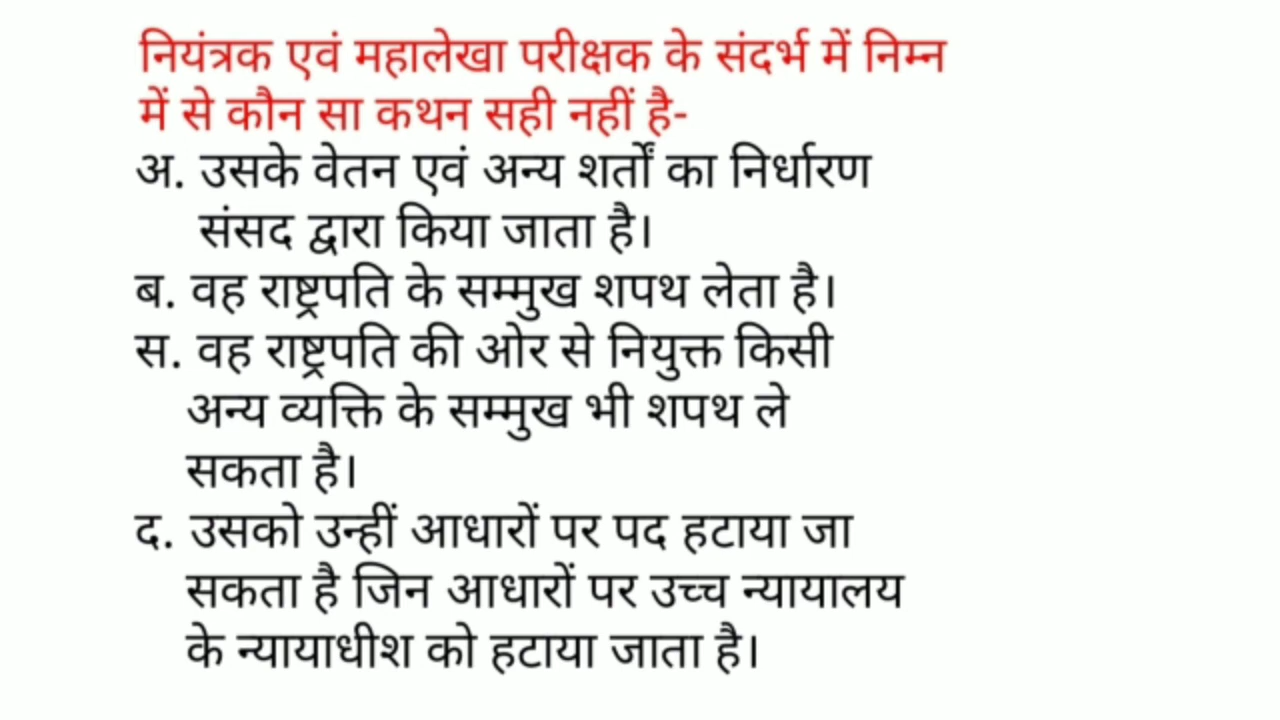 नियंत्रक एवं महालेखा परीक्षक के संदर्भ में निम्न
में से कौन सा कथन सही नहीं है-
अ. उसके वेतन एवं अन्य शर्तों का निर्धारण
संसद द्वारा किया जाता है।
ब. वह राष्ट्रपति के सम्मुख शपथ लेता है।
स. वह राष्ट्रपति की ओर से नियुक्त किसी
अन्य व्यक्ति के सम्मुख भी शपथ ले
सकता है।
द. उसको उन्हीं आधारों पर पद हटाया जा
सकता है जिन आधारों पर उच्च न्यायालय
के न्यायाधीश को हटाया जाता है।